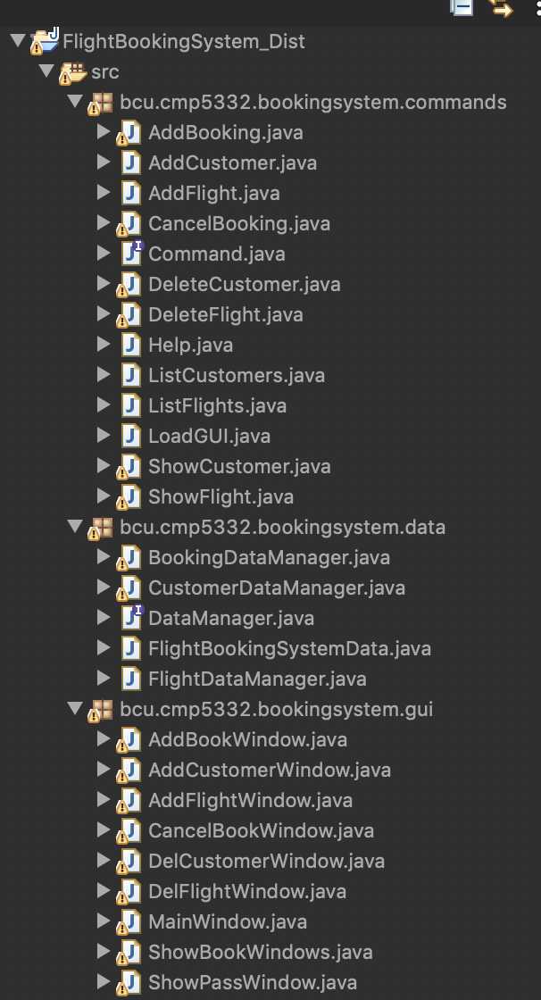 FlightBookingSystem_Dist
src
bcu.cmp5332.bookingsystem.commands
AddBooking.java
AddCustomer.java
AddFlight.java
CancelBooking.java
Command.java
DeleteCustomer.java
DeleteFlight.java
Help.java
ListCustomers.java
ListFlights.java
LoadGUI.java
ShowCustomer.java
ShowFlight.java
bcu.cmp5332.bookingsystem.data
BookingDataManager.java
CustomerDataManager.java
DataManager.java
FlightBookingSystemData.java
FlightDataManager.java
bcu.cmp5332.bookingsystem.gui
AddBookWindow.java
AddCustomerWindow.java
AddFlightWindow.java
CancelBookWindow.java
DelCustomerWindow.java
DelFlightWindow.java
MainWindow.java
ShowBookWindows.java
ShowPassWindow.java